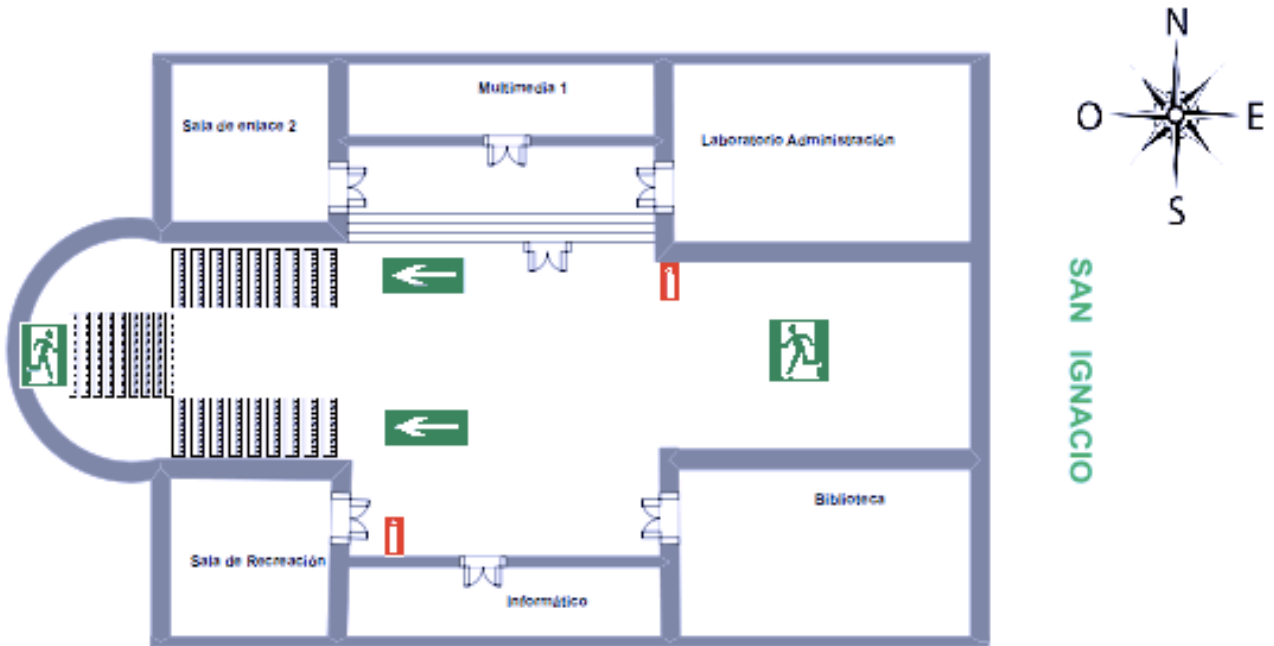 N
Multimedia 1
O
E
Sala de enlace 2
Laboratorio Administración
S
SAN IGNACIO
Biblioteca
Sala de Recreación
Informático